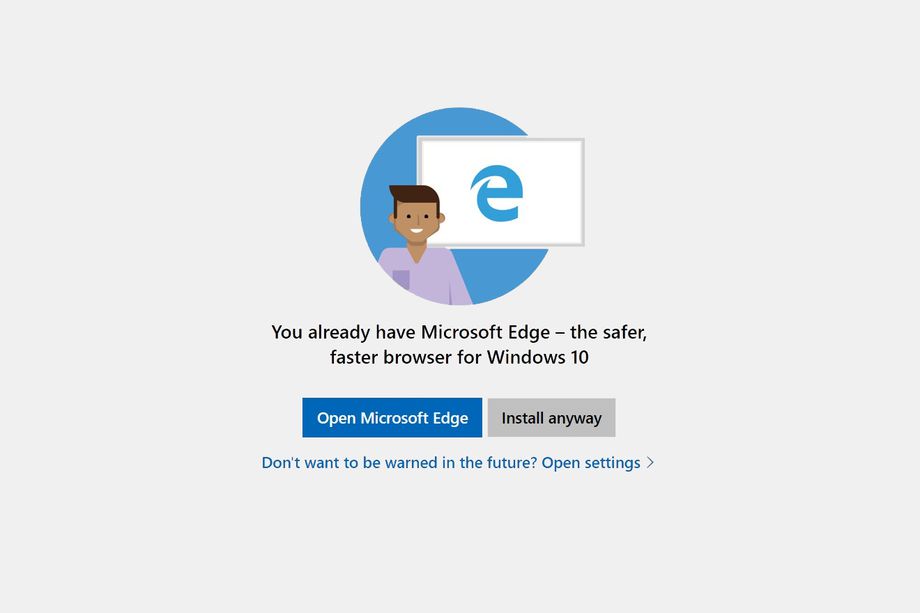 You already have Microsoft Edge – the safer,
faster browser for Windows 10
Open Microsoft Edge
Install anyway
Don't want to be warned in the future? Open settings >